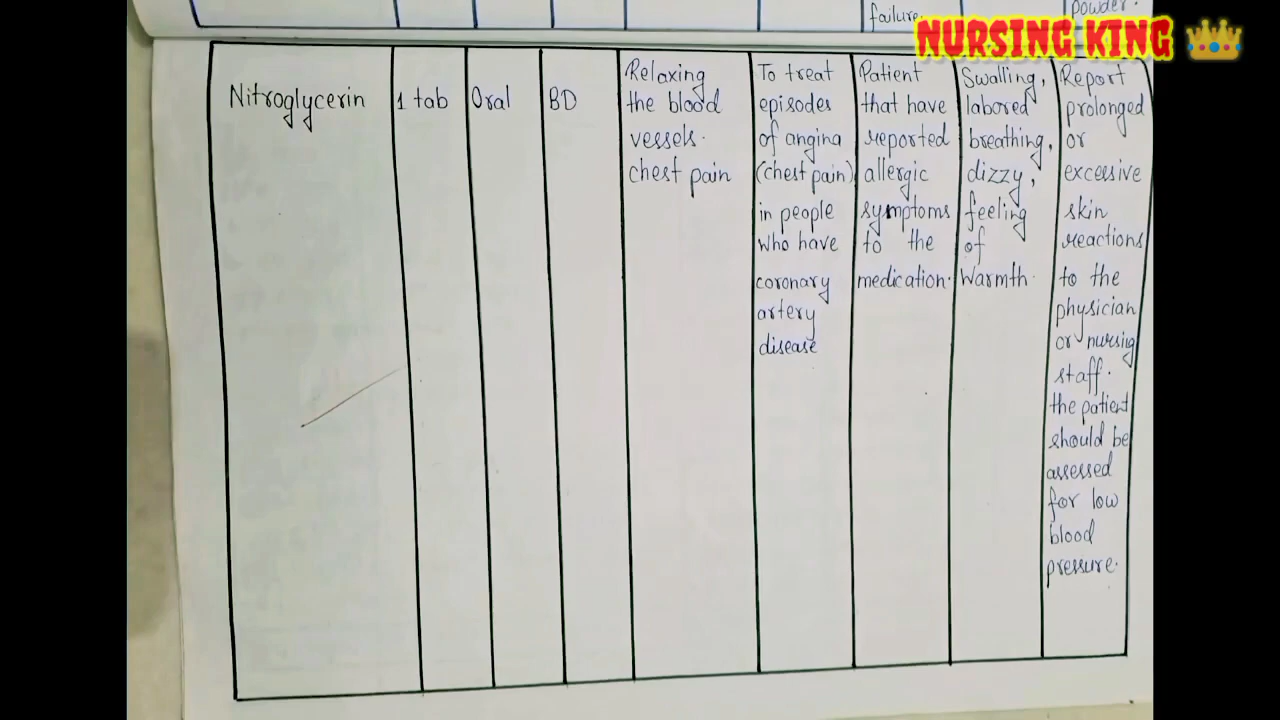 failure.
powder.
NURSING KING
Nitroglycerin
1 tab
Oral
BD
Relaxing
the blood
vessels.
chest pain
To treat
episodes
of angina
(chest pain)
in people
who have
coronary
artery
disease
Patient
that have
reported
allergic
symptoms
to the
medication.
Swalling,
labored
breathing,
dizzy,
feeling
of
warmth.
Report
prolonged
or
excessive
skin
reactions
to the
physician
or nursing
staff.
the patient
should be
assessed
for low
blood
pressure.